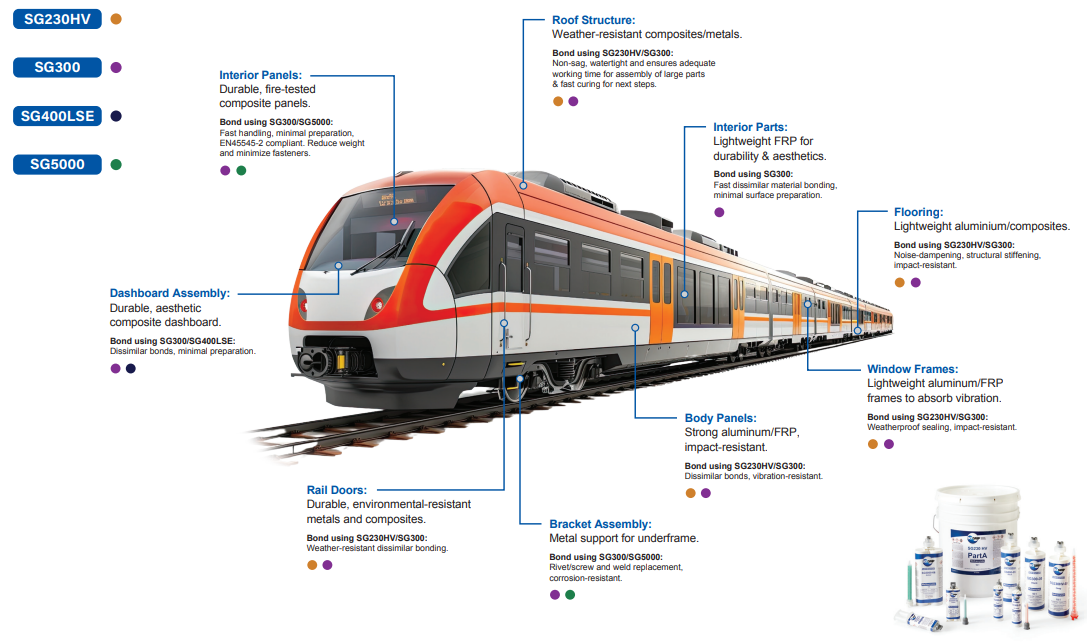 SG230HV
SG300
SG400LSE
SG5000
Roof Structure:
Weather-resistant composites/metals.
Bond using SG230HV/SG300:
Non-sag, watertight and ensures adequate
working time for assembly of large parts
& fast curing for next steps.
Interior Panels:
Durable, fire-tested
composite panels.
Bond using SG300/SG5000:
Fast handling, minimal preparation,
EN45545-2 compliant. Reduce weight
and minimize fasteners.
Interior Parts:
Lightweight FRP for
durability & aesthetics.
Bond using SG300:
Fast dissimilar material bonding,
minimal surface preparation.
Flooring:
Lightweight aluminium/composites.
Bond using SG230HV/SG300:
Noise-dampening, structural stiffening,
impact-resistant.
Dashboard Assembly:
Durable, aesthetic
composite dashboard.
Bond using SG300/SG400LSE:
Dissimilar bonds, minimal preparation.
Window Frames:
Lightweight aluminum/FRP
frames to absorb vibration.
Bond using SG230HV/SG300:
Weatherproof sealing, impact-resistant.
Body Panels:
Strong aluminum/FRP,
impact-resistant.
Bond using SG230HV/SG300:
Dissimilar bonds, vibration-resistant.
Rail Doors:
Durable, environmental-resistant
metals and composites.
Bond using SG230HV/SG300:
Weather-resistant dissimilar bonding.
Bracket Assembly:
Metal support for underframe.
Bond using SG300/SG5000:
Rivet/screw and weld replacement,
corrosion-resistant.
SG230 HV
PartA